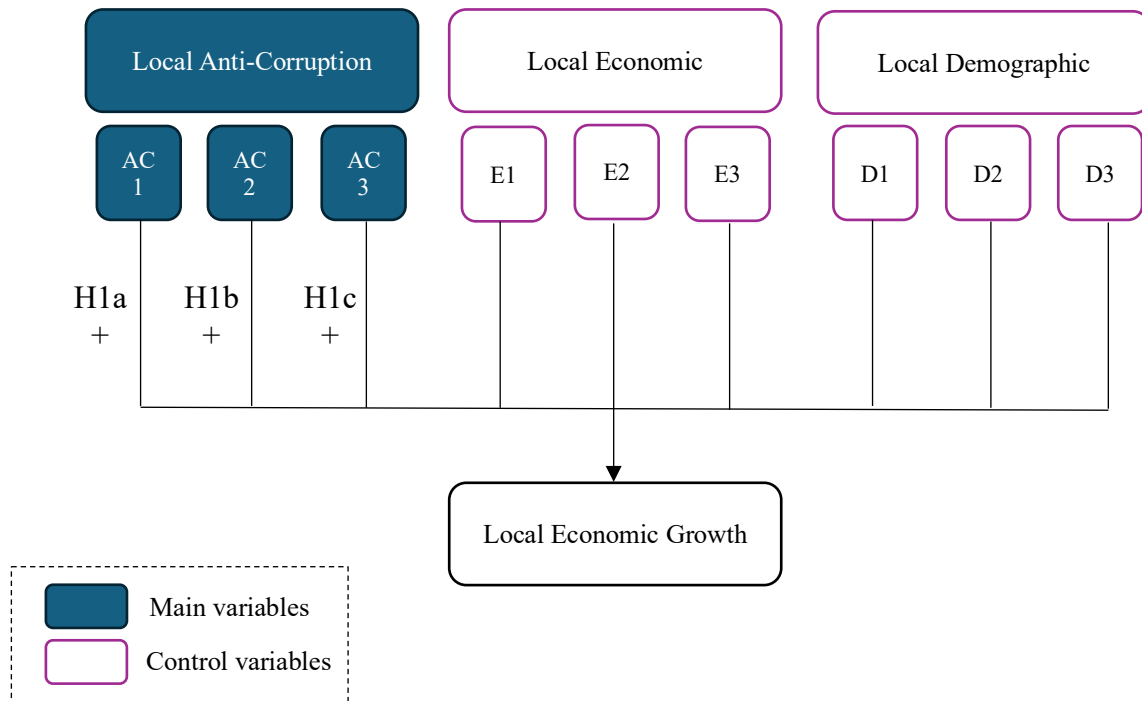 Local Anti-Corruption
Local Economic
Local Demographic
AC
1
AC
2
AC
3
E1
E2
E3
D1
D2
D3
H1a
+
H1b
+
H1c
+
Local Economic Growth
Main variables
Control variables